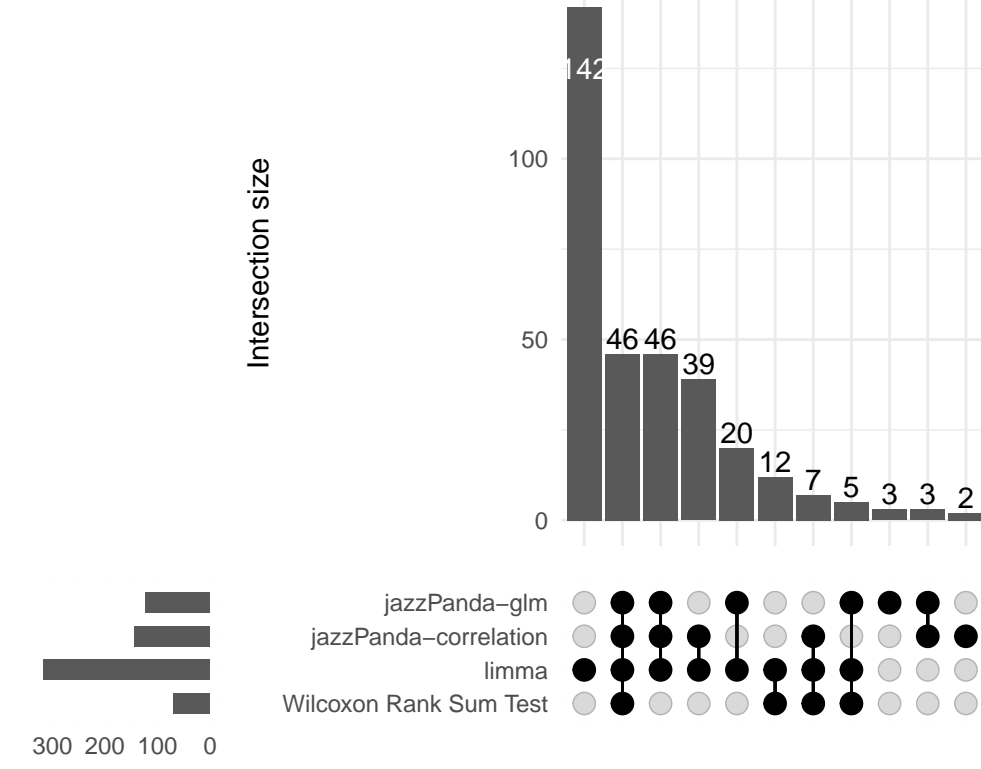 142
100
Intersection size
46 46
50
39
20
12
7
5
3
3
2
0
jazzPanda−glm
jazzPanda−correlation
limma
Wilcoxon Rank Sum Test
300 200 100 0